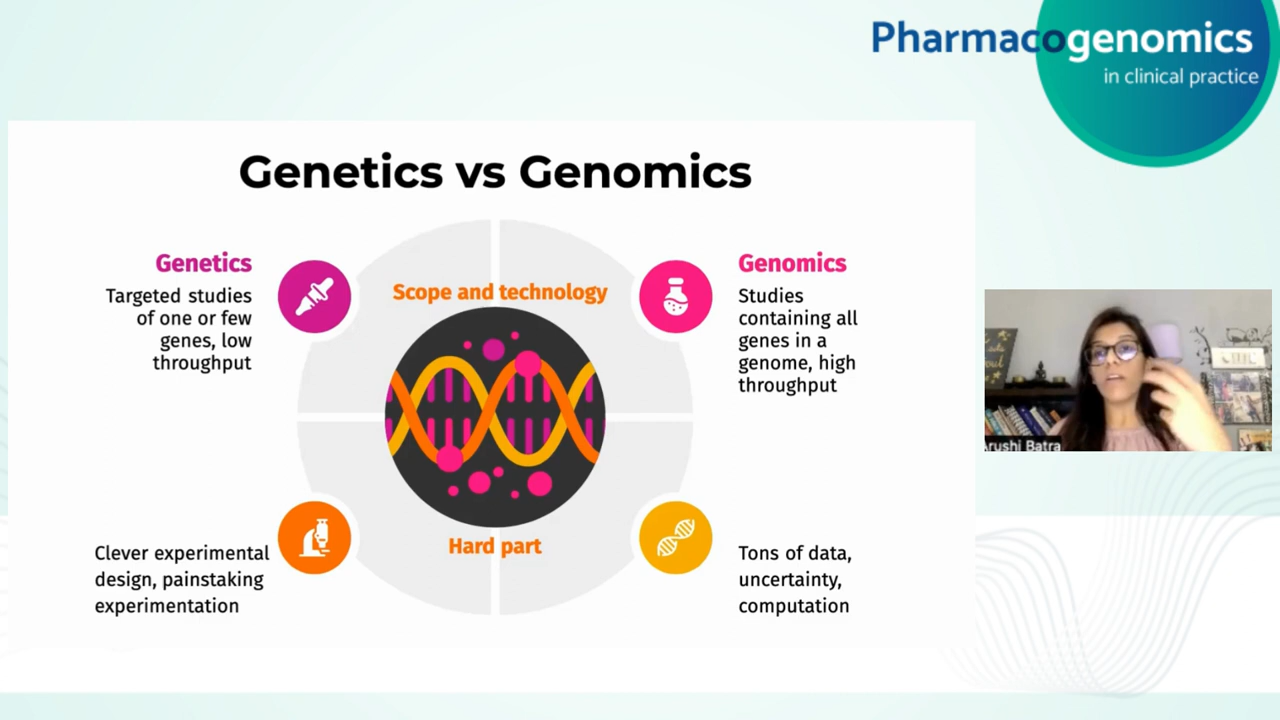 Pharmacogenomics
in clinical practice
Genetics vs Genomics
Genetics
Targeted studies
of one or few
genes, low
throughput
Scope and technology
Genomics
Studies
containing all
genes in a
genome, high
throughput
Clever experimental
design, painstaking
experimentation
Hard part
Tons of data,
uncertainty,
computation
Arushi Batra